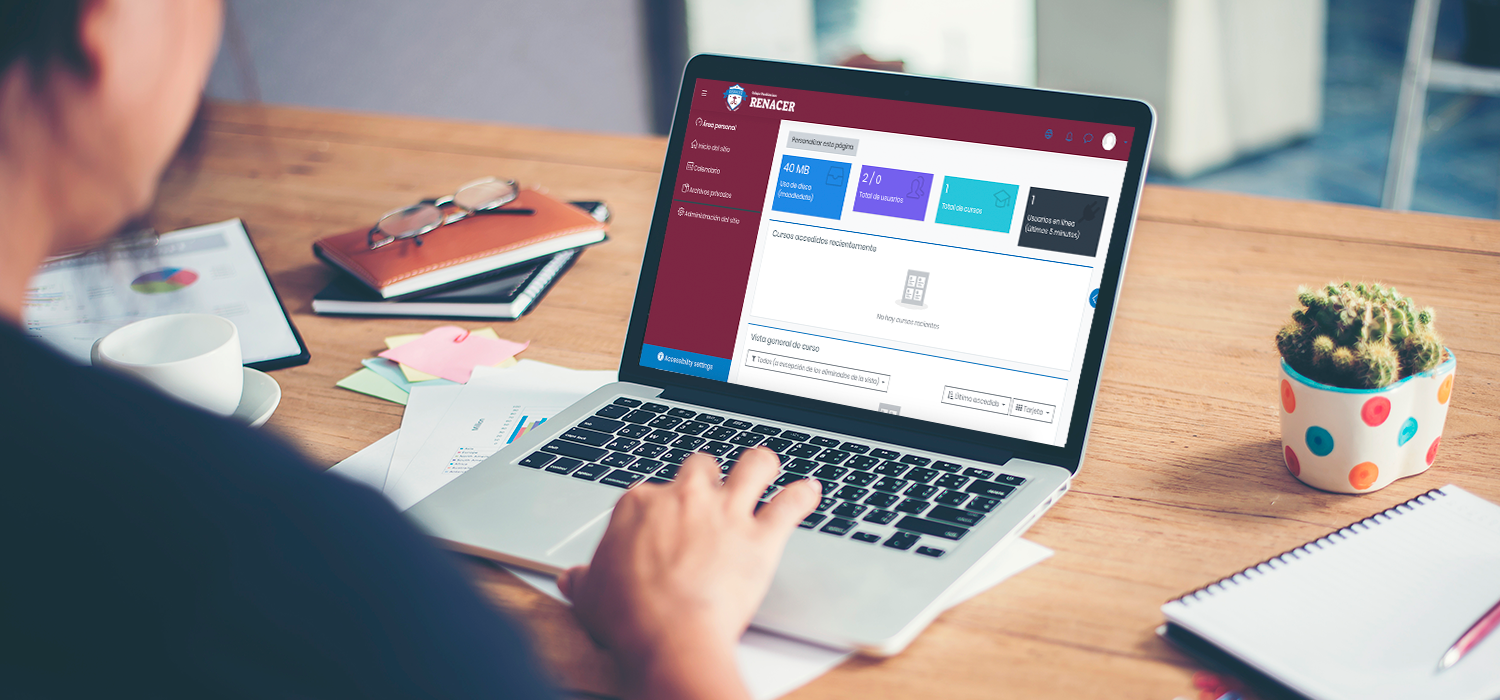 RENACER
Área personal
Inicio del sitio
Calendario
Archivos privados
Administración del sitio
Accessibility settings
Personalizar esta página
40 MB
Uso de disco
(moodledata)
2 / 0
Total de usuarios
1
Total de cursos
1
Usuarios en línea
(últimos 5 minutos)
Cursos accedidos recientemente
No hay cursos recientes
Vista general de curso
Todos (a excepción de los eliminados de la vista)
Último accedido
Tarjeta
Million